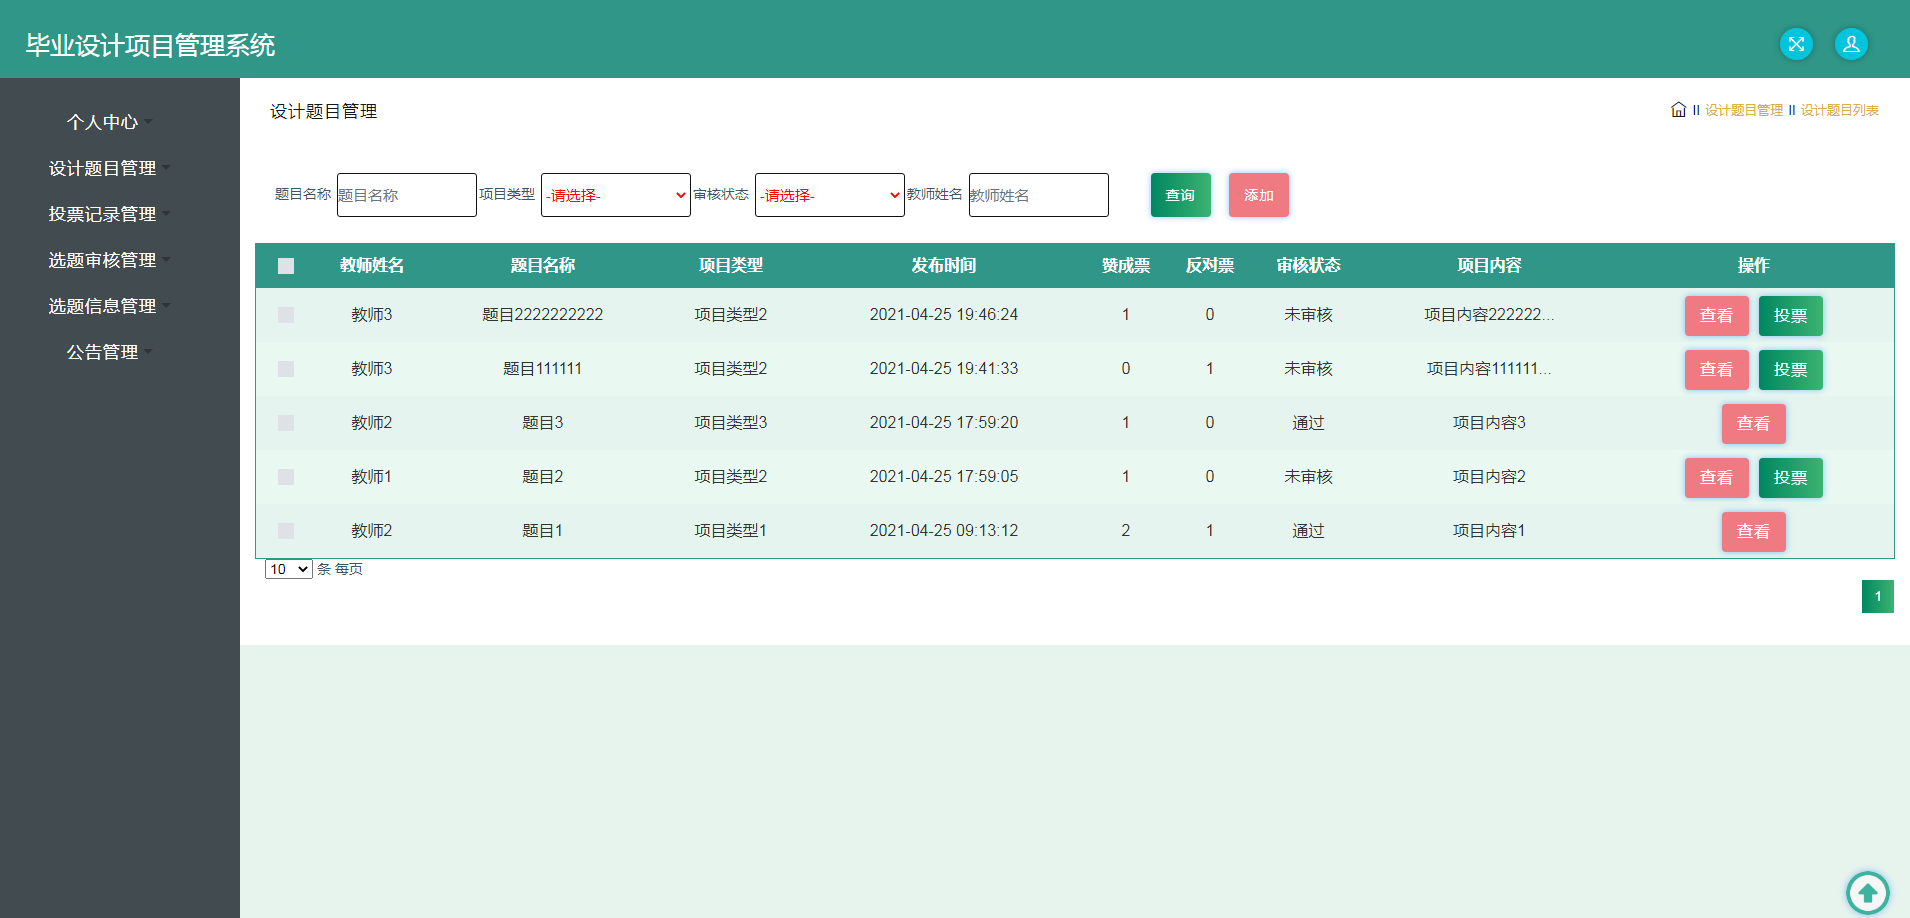 毕业设计项目管理系统
个人中心
设计题目管理
投票记录管理
选题审核管理
选题信息管理
公告管理
设计题目管理
设计题目管理 设计题目列表
题目名称 题目名称 项目类型 -请选择- 审核状态 -请选择- 教师姓名 教师姓名 查询 添加
教师姓名 题目名称 项目类型 发布时间 赞成票 反对票 审核状态 项目内容 操作
教师3 题目2222222222 项目类型2 2021-04-25 19:46:24 1 0 未审核 项目内容222222... 查看 投票
教师3 题目111111 项目类型2 2021-04-25 19:41:33 0 1 未审核 项目内容111111... 查看 投票
教师2 题目3 项目类型3 2021-04-25 17:59:20 1 0 通过 项目内容3 查看
教师1 题目2 项目类型2 2021-04-25 17:59:05 1 0 未审核 项目内容2 查看 投票
教师2 题目1 项目类型1 2021-04-25 09:13:12 2 1 通过 项目内容1 查看
10 条 每页
1